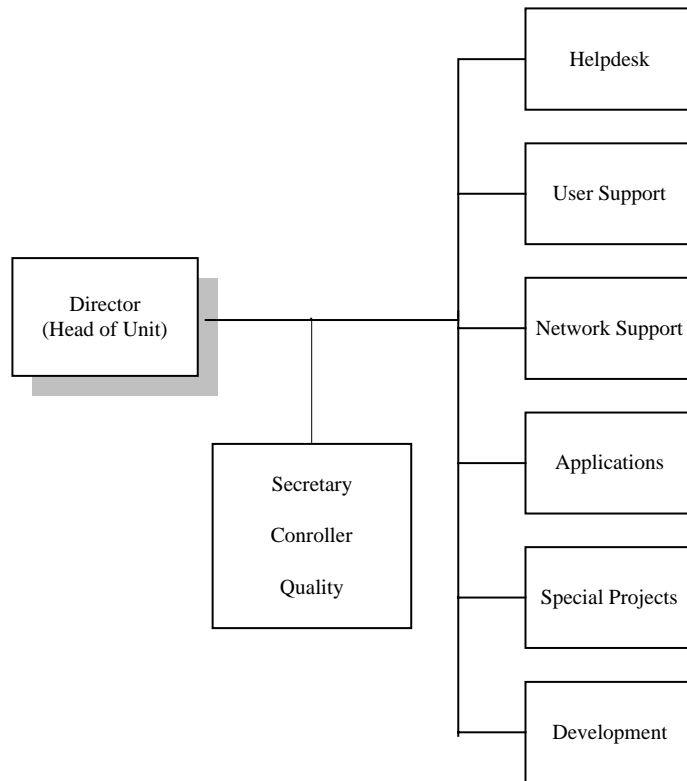 Helpdesk
User Support
Director
(Head of Unit)
Network Support
Applications
Secretary
Conroller
Quality
Special Projects
Development